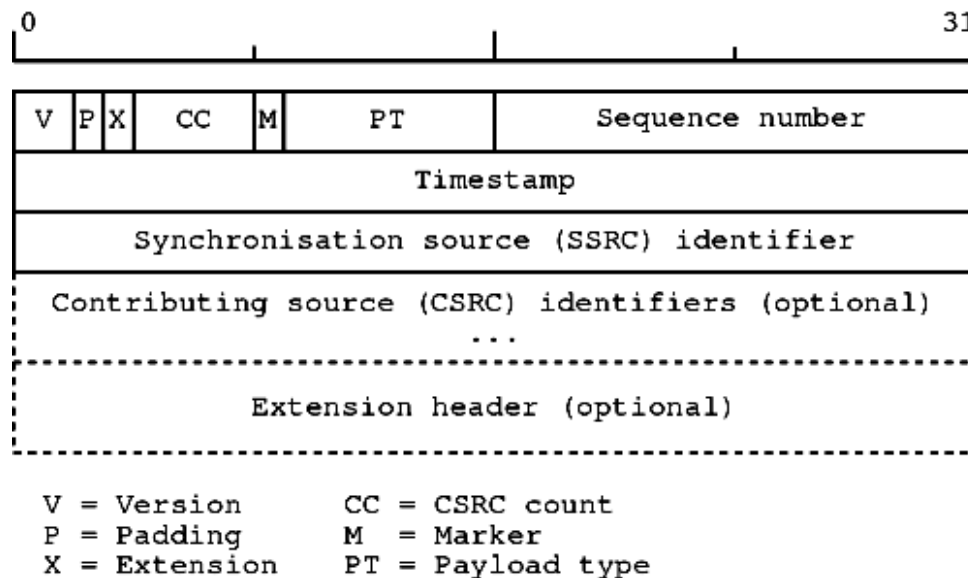 0 31
V P X CC M PT Sequence number
Timestamp
Synchronisation source (SSRC) identifier
Contributing source (CSRC) identifiers (optional)
...
Extension header (optional)
V = Version CC = CSRC count
P = Padding M = Marker
X = Extension PT = Payload type